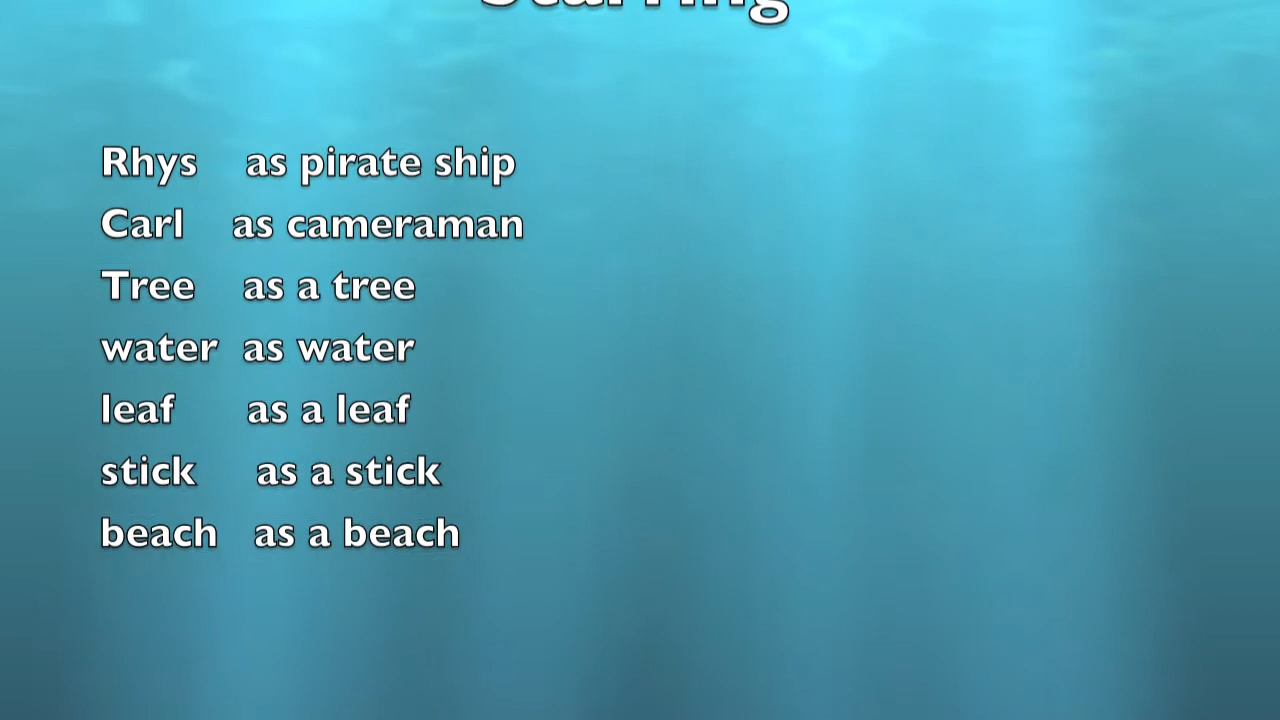 Starring
Rhys as pirate ship
Carl as cameraman
Tree as a tree
water as water
leaf as a leaf
stick as a stick
beach as a beach